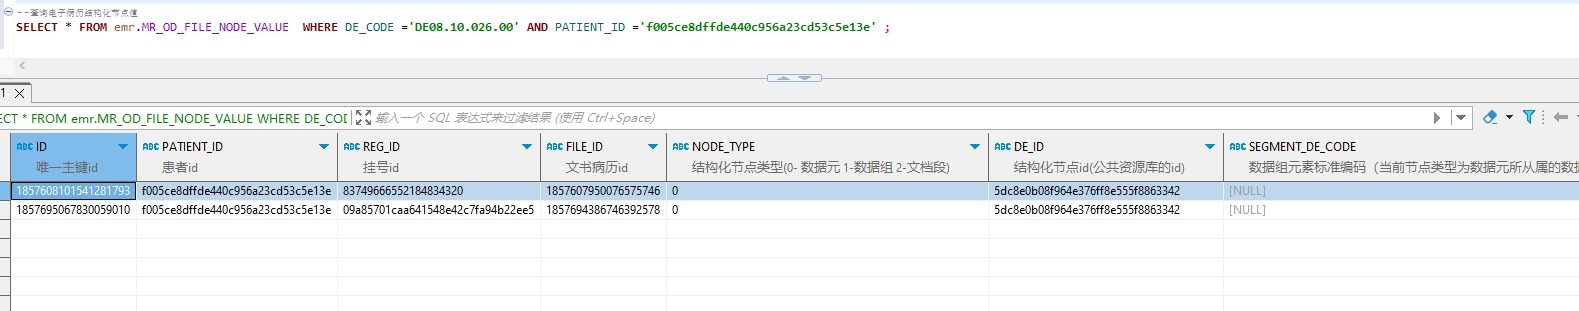 --查询电子病历结构化节点值
SELECT * FROM emr.MR_OD_FILE_NODE_VALUE  WHERE DE_CODE ='DE08.10.026.00' AND PATIENT_ID ='f005ce8dffde440c956a23cd53c5e13e' ;
1
ECT * FROM emr.MR_OD_FILE_NODE_VALUE WHERE DE_COD 输入一个 SQL 表达式来过滤结果 (使用 Ctrl+Space)
ABC ID ABC PATIENT_ID ABC REG_ID ABC FILE_ID ABC NODE_TYPE ABC DE_ID ABC SEGMENT_DE_CODE
唯一主键id 患者id 挂号id 文书病历id 结构化节点类型(0- 数据元 1-数据组 2-文档段) 结构化节点id(公共资源库的id) 数据组元素标准编码（当前节点类型为数据元所从属的数据
1857608101541281793 f005ce8dffde440c956a23cd53c5e13e 83749666552184834320 1857607950076575746 0 5dc8e0b08f964e376ff8e555f8863342 [NULL]
1857695067830059010 f005ce8dffde440c956a23cd53c5e13e 09a85701caa641548e42c7fa94b22ee5 1857694386746392578 0 5dc8e0b08f964e376ff8e555f8863342 [NULL]